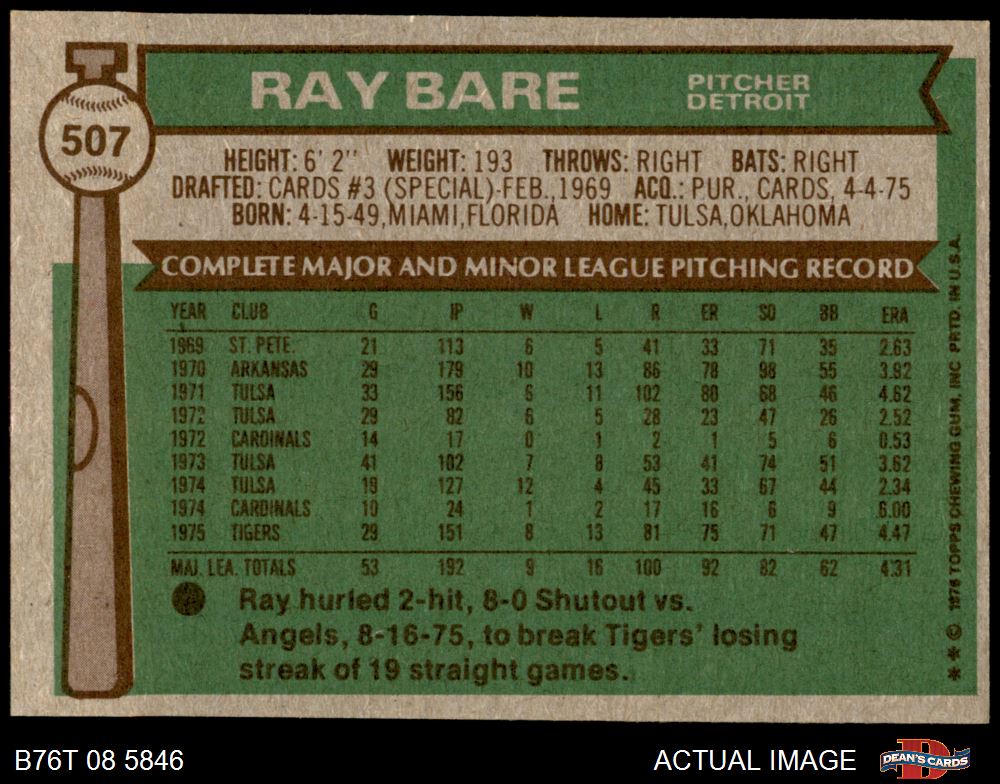 RAY BARE
PITCHER
DETROIT
507
HEIGHT: 6' 2" WEIGHT: 193 THROWS: RIGHT BATS: RIGHT
DRAFTED: CARDS #3 (SPECIAL)-FEB., 1969 ACQ.: PUR., CARDS, 4-4-75
BORN: 4-15-49, MIAMI, FLORIDA HOME: TULSA, OKLAHOMA
COMPLETE MAJOR AND MINOR LEAGUE PITCHING RECORD
YEAR CLUB G IP W L R ER SO BB ERA
1969 ST. PETE. 21 113 6 5 41 33 71 35 2.63
1970 ARKANSAS 29 179 10 13 86 78 98 55 3.92
1971 TULSA 33 156 6 11 102 80 68 46 4.62
1972 TULSA 29 82 6 5 28 23 47 26 2.52
1972 CARDINALS 14 17 0 1 2 1 5 6 0.53
1973 TULSA 41 102 7 8 53 41 74 51 3.62
1974 TULSA 19 127 12 4 45 33 67 44 2.34
1974 CARDINALS 10 24 1 2 17 16 6 9 6.00
1975 TIGERS 29 151 8 13 81 75 71 47 4.47
MAJ. LEA. TOTALS 53 192 9 16 100 92 82 62 4.31
Ray hurled 2-hit, 8-0 Shutout vs.
Angels, 8-16-75, to break Tigers' losing
streak of 19 straight games.
** © 1976 TOPPS CHEWING GUM, INC PRTD. IN U.S.A.
B76T 08 5846
ACTUAL IMAGE
DEAN'S CARDS